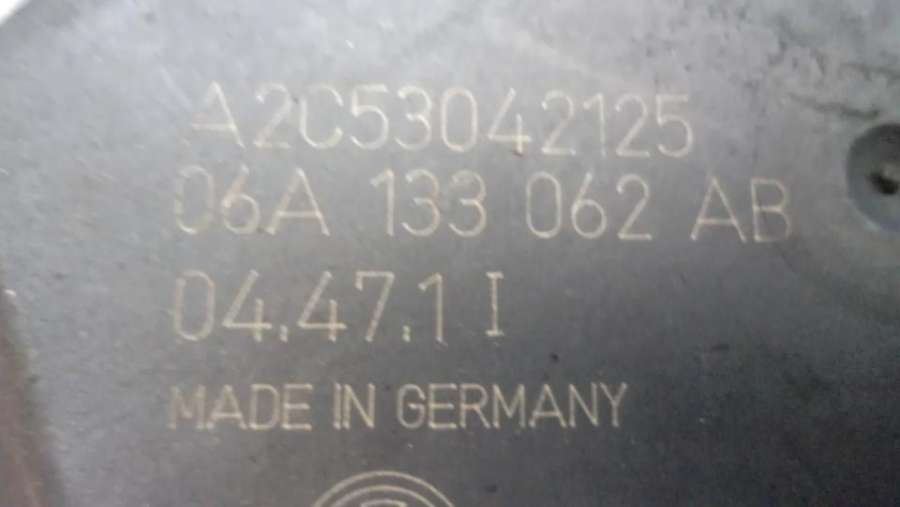 A2C53042125
06A 133 062 AB
04.47.1 I
MADE IN GERMANY